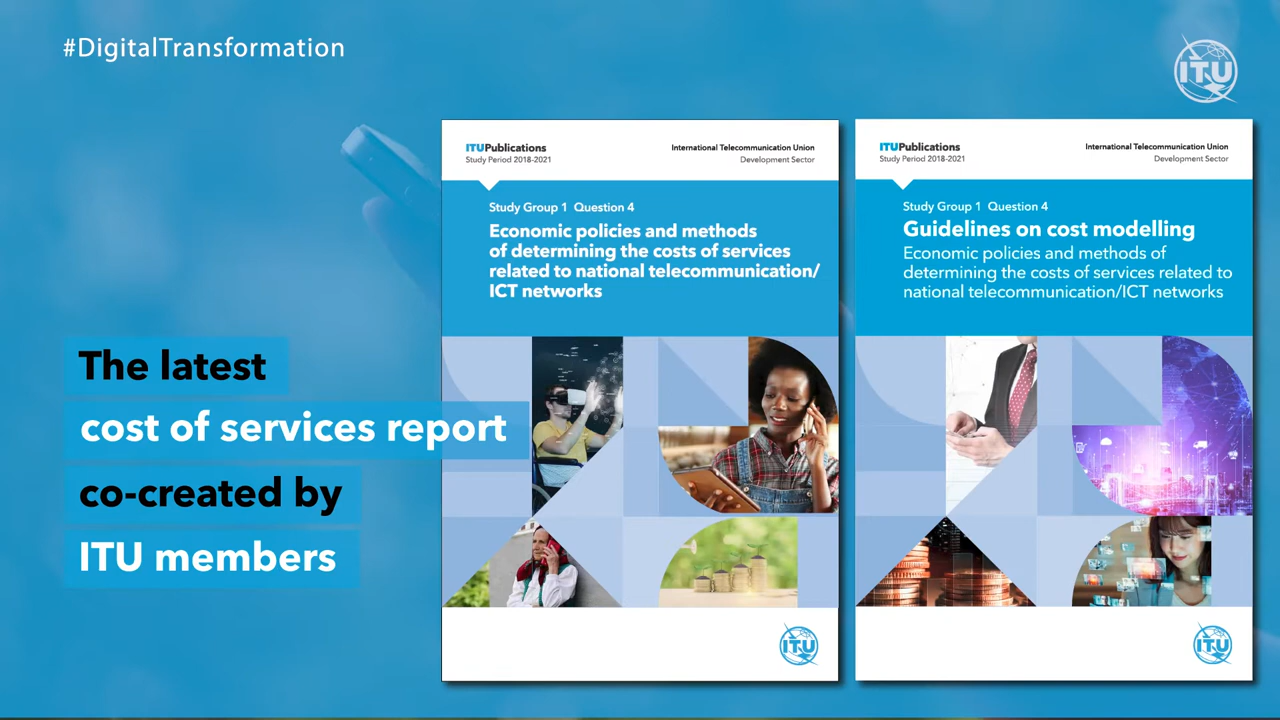 #DigitalTransformation
ITU
ITUPublications
Study Period 2018-2021
International Telecommunication Union
Development Sector
Study Group 1 Question 4
Economic policies and methods
of determining the costs of services
related to national telecommunication/
ICT networks
ITU
ITUPublications
Study Period 2018-2021
International Telecommunication Union
Development Sector
Study Group 1 Question 4
Guidelines on cost modelling
Economic policies and methods of
determining the costs of services related to
national telecommunication/ICT networks
ITU
The latest
cost of services report
co-created by
ITU members